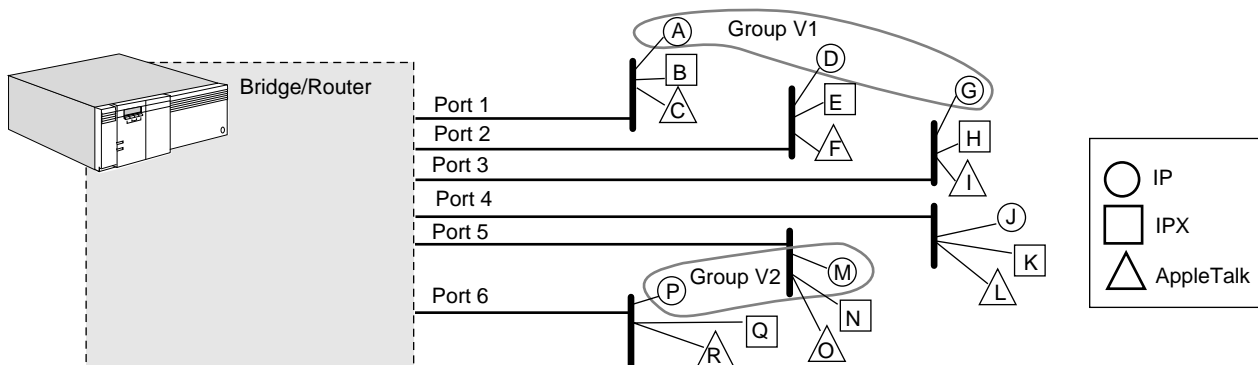 Bridge/Router
Group V1
A
B
C
D
E
F
G
H
I
Port 1
Port 2
Port 3
Port 4
Port 5
Port 6
J
K
L
Group V2
M
N
O
P
Q
R
IP
IPX
AppleTalk